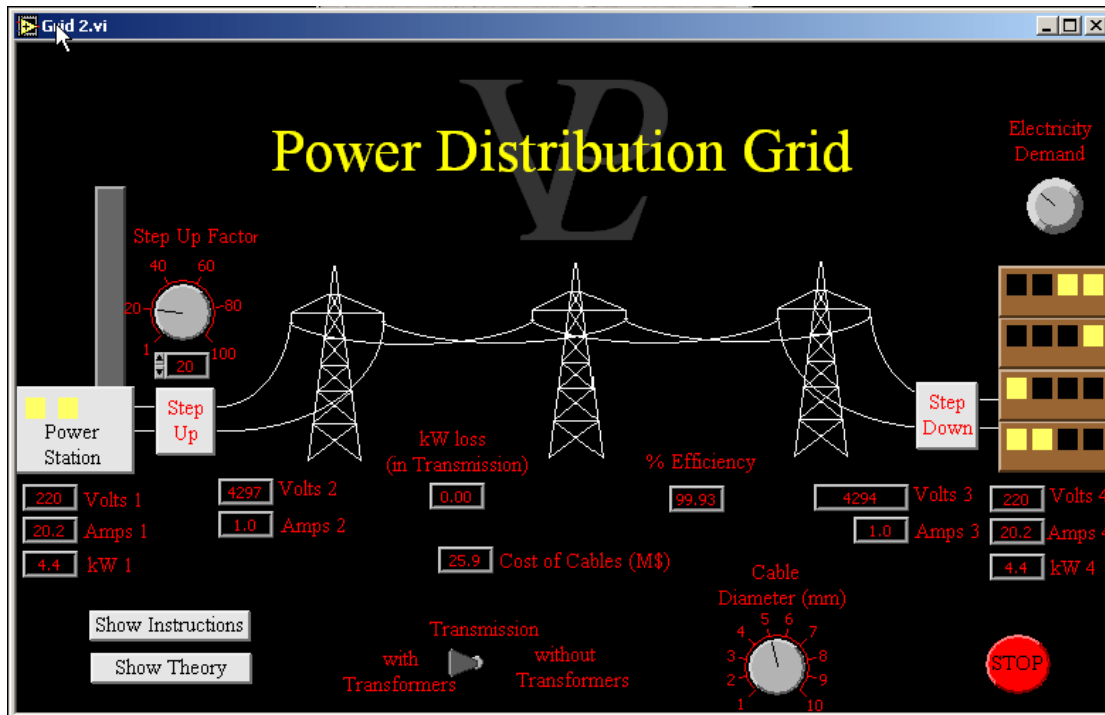 Grid 2.vi
VPL
Power Distribution Grid
Electricity
Demand
Step Up Factor
40 60
20 80
1 100
20
Power
Station
Step
Up
Step
Down
kW loss
(in Transmission)
0.00
% Efficiency
99.93
220 Volts 1
20.2 Amps 1
4.4 kW 1
4297 Volts 2
1.0 Amps 2
4294 Volts 3
1.0 Amps 3
220 Volts 4
20.2 Amps 4
4.4 kW 4
25.9 Cost of Cables (M$)
Cable
Diameter (mm)
5 6
4 7
3 8
2 9
1 10
Show Instructions
Show Theory
Transmission
with
Transformers
without
Transformers
STOP